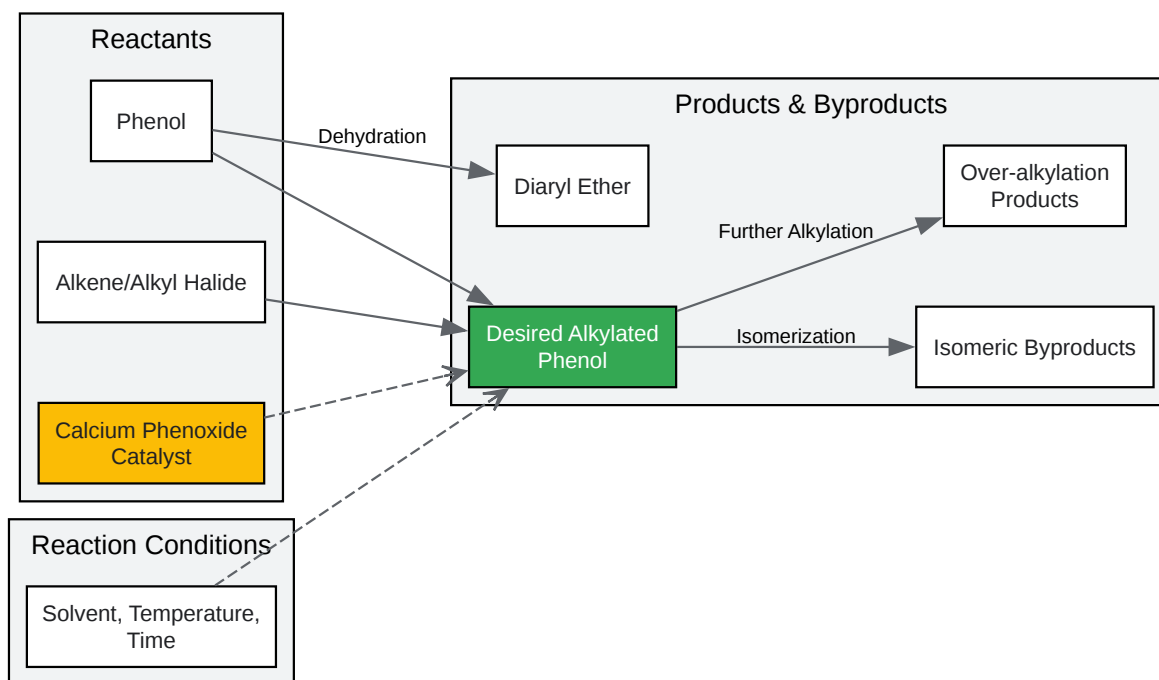 Reactants
Phenol
Alkene/Alkyl Halide
Calcium Phenoxide
Catalyst
Reaction Conditions
Solvent, Temperature,
Time
Dehydration
Products & Byproducts
Diaryl Ether
Over-alkylation
Products
Further Alkylation
Desired Alkylated
Phenol
Isomerization
Isomeric Byproducts